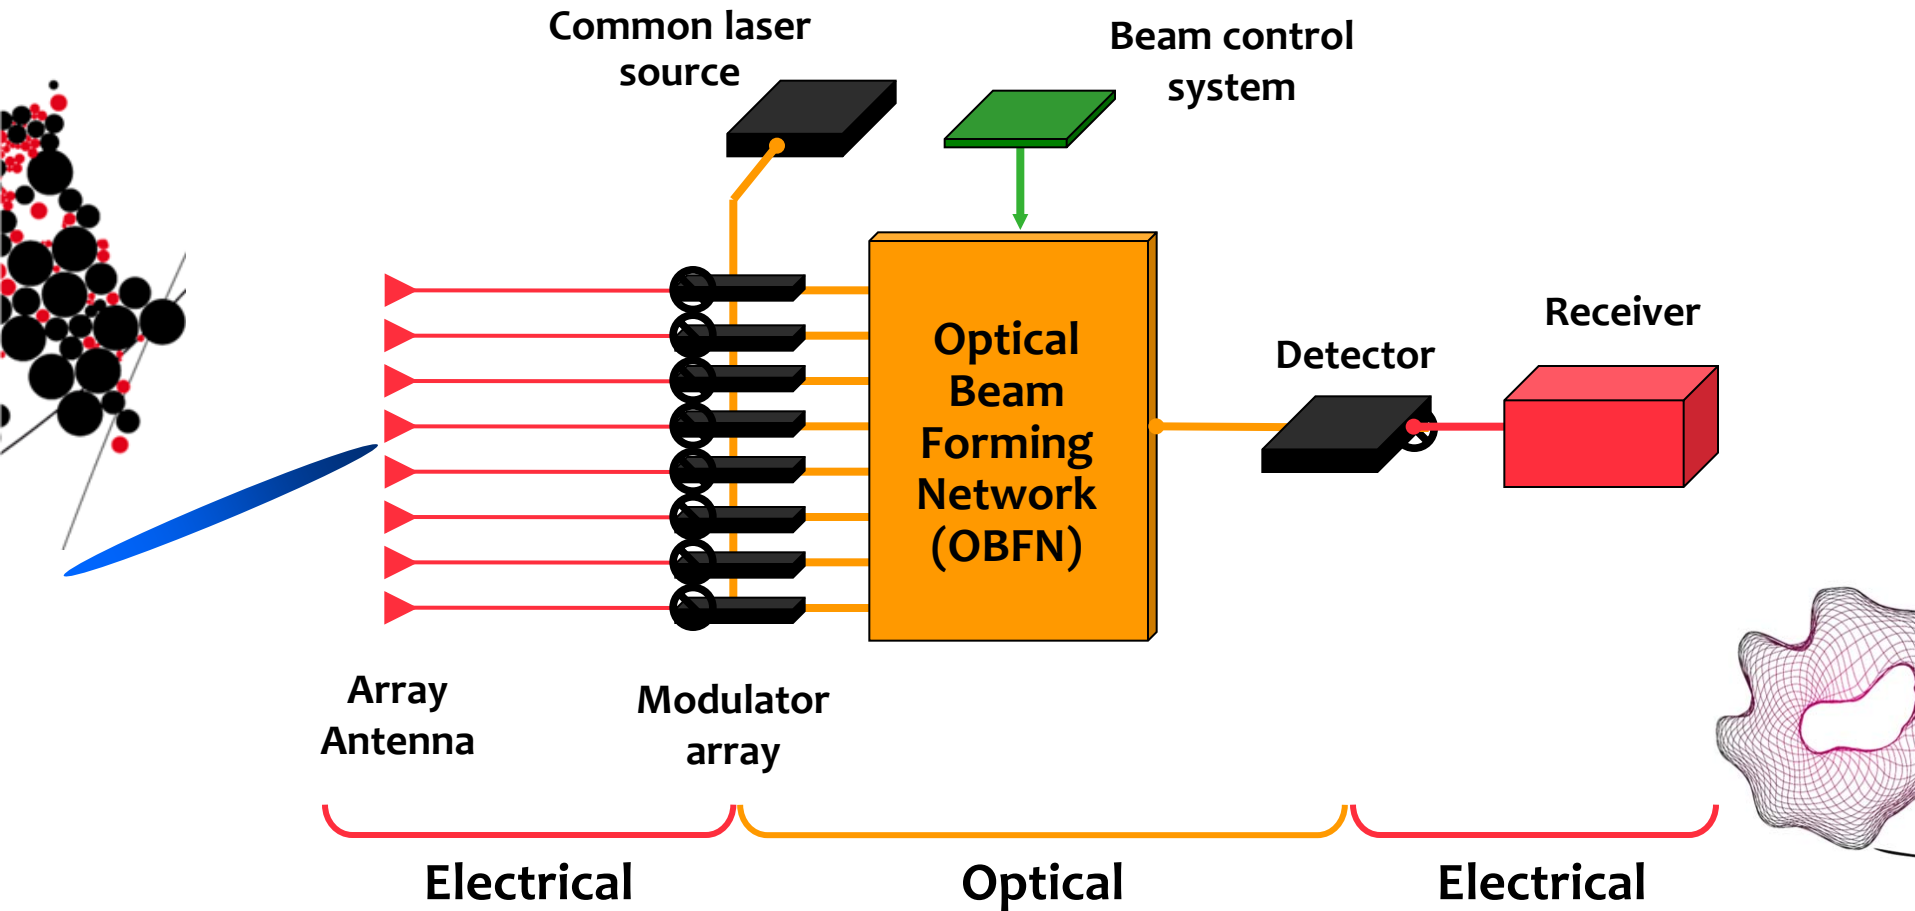 Common laser
source
Beam control
system
Optical
Beam
Forming
Network
(OBFN)
Detector
Receiver
Array
Antenna
Modulator
array
Electrical
Optical
Electrical